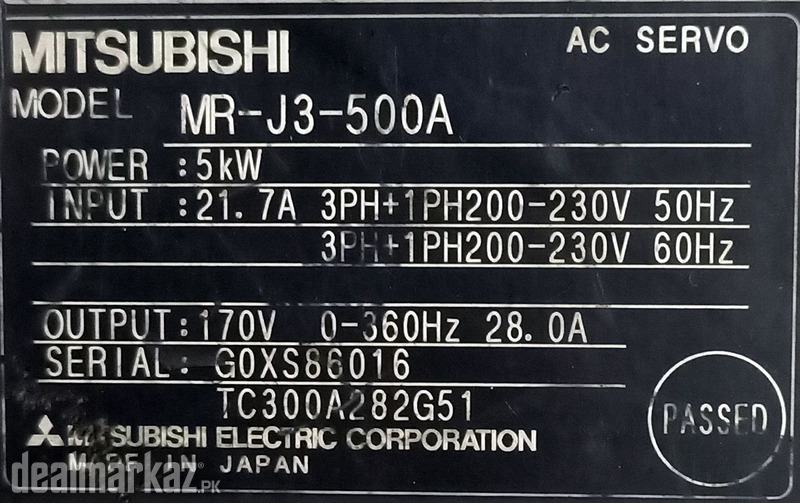 MITSUBISHI AC SERVO
MODEL MR-J3-500A
POWER :5kW
INPUT :21.7A 3PH+1PH200-230V 50Hz
3PH+1PH200-230V 60Hz
OUTPUT:170V 0-360Hz 28.0A
SERIAL: G0XS86016
TC300A282G51
PASSED
MITSUBISHI ELECTRIC CORPORATION
MADE IN JAPAN
dealmarkaz®.PK